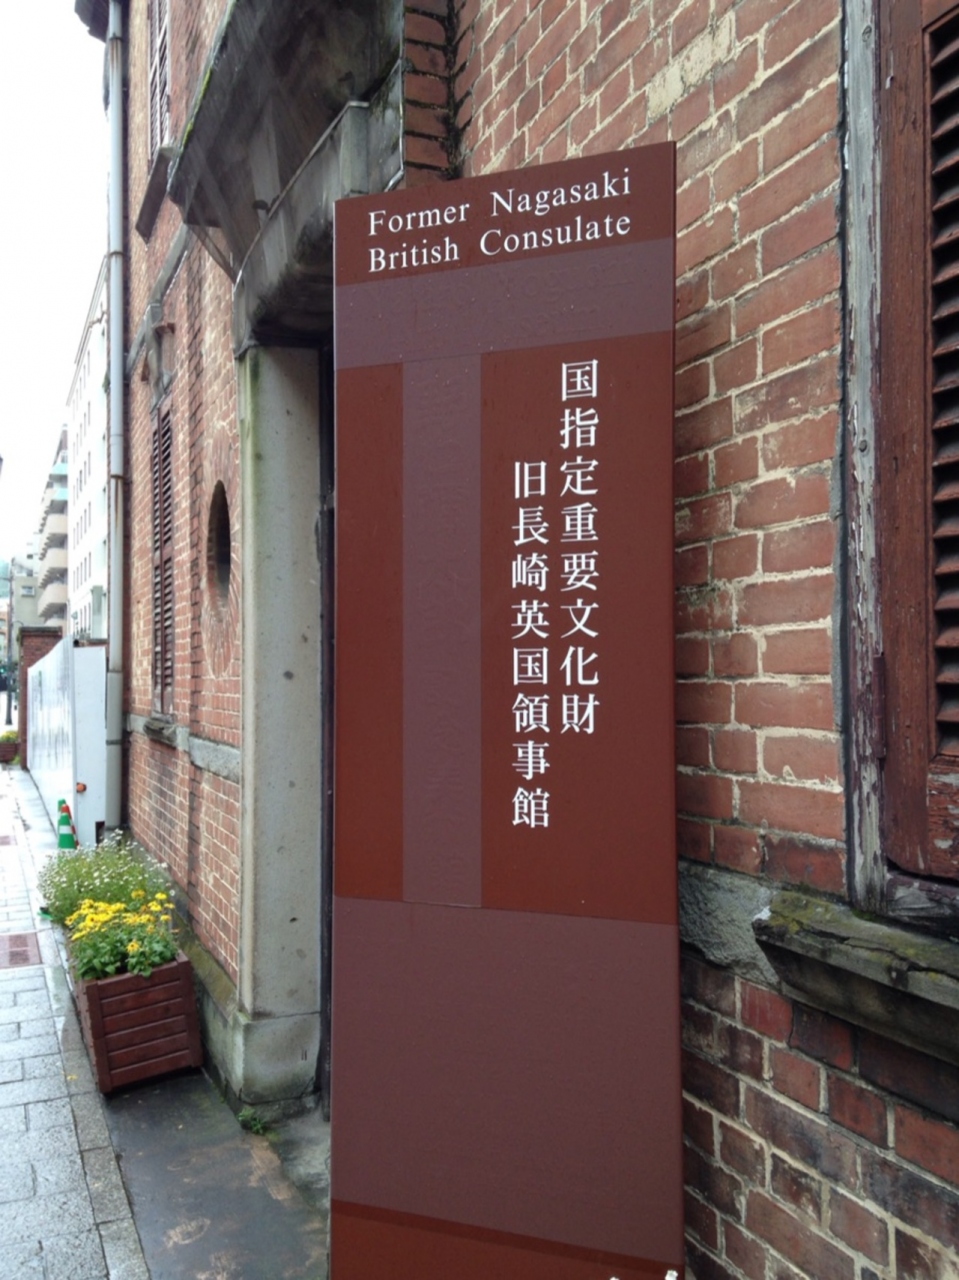 Former Nagasaki
British Consulate
国指定重要文化財
旧長崎英国領事館